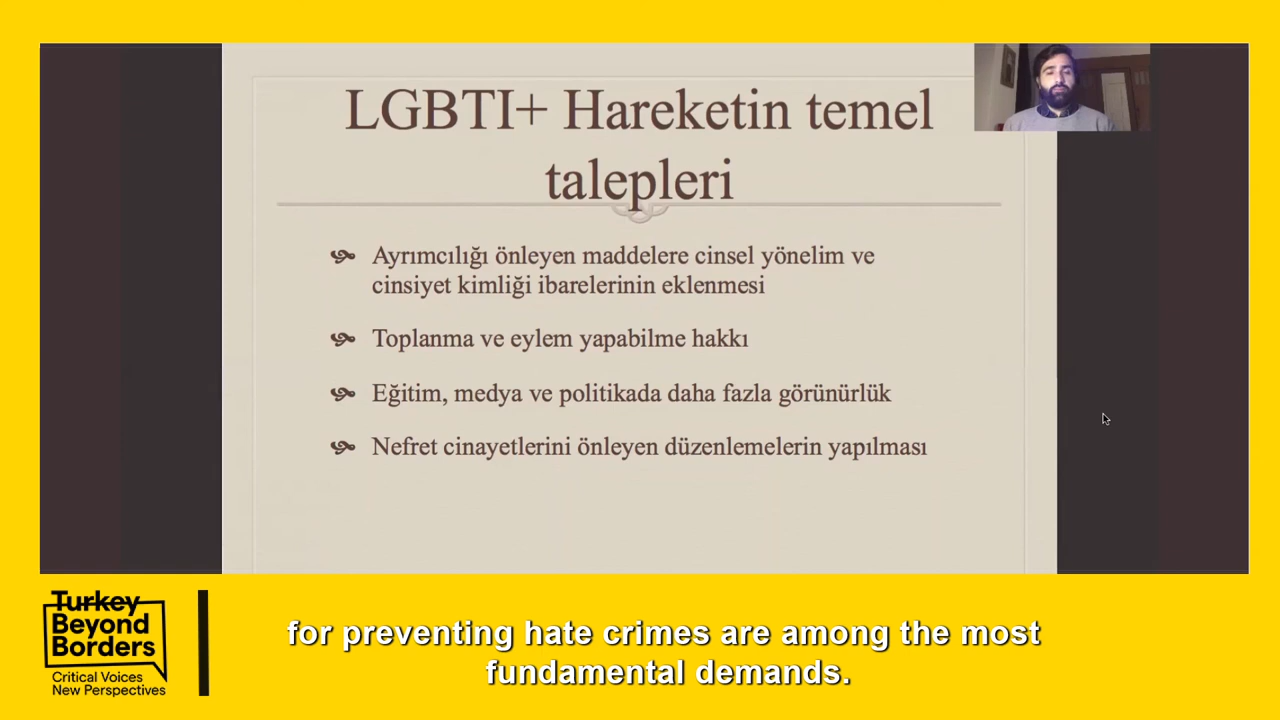 LGBTI+ Hareketin temel
talepleri
Ayrımcılığı önleyen maddelere cinsel yönelim ve
cinsiyet kimliği ibarelerinin eklenmesi
Toplanma ve eylem yapabilme hakkı
Eğitim, medya ve politikada daha fazla görünürlük
Nefret cinayetlerini önleyen düzenlemelerin yapılması
Turkey
Beyond
Borders
Critical Voices
New Perspectives
for preventing hate crimes are among the most
fundamental demands.